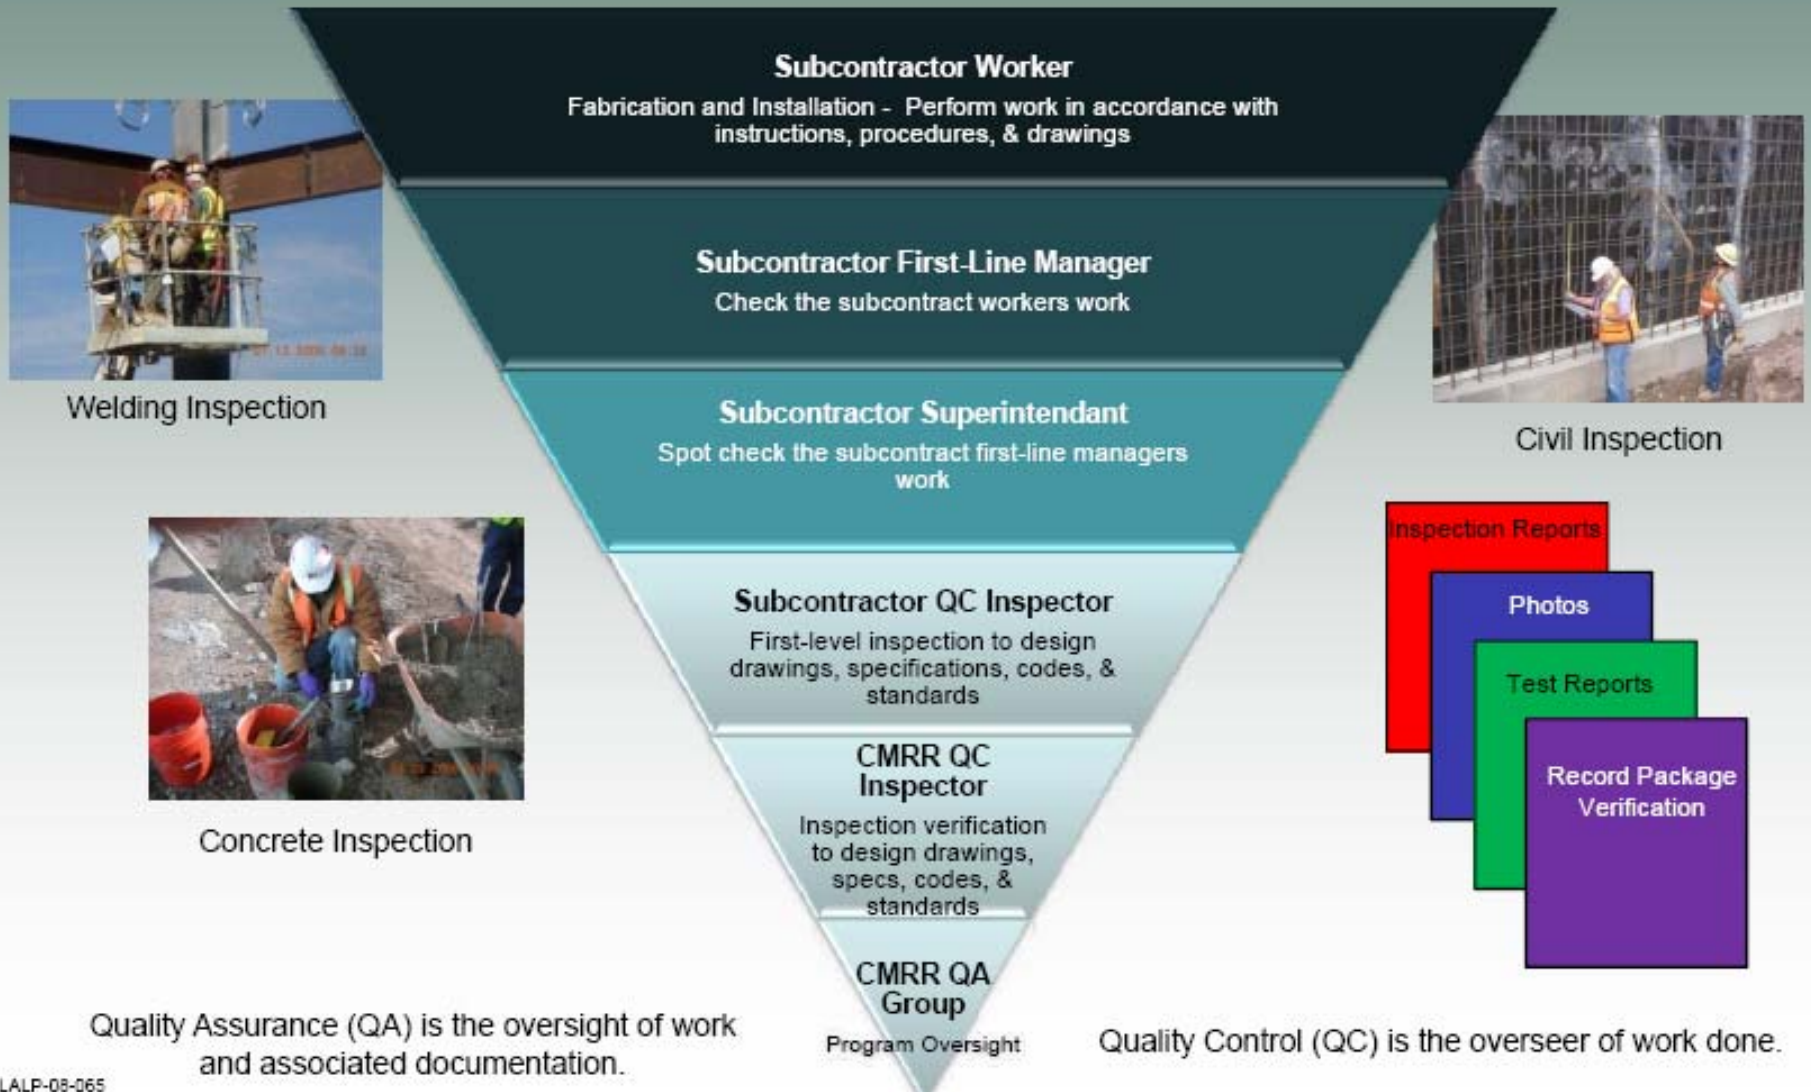 Subcontractor Worker
Fabrication and Installation - Perform work in accordance with
instructions, procedures, & drawings
Subcontractor First-Line Manager
Check the subcontract workers work
Subcontractor Superintendant
Spot check the subcontract first-line managers
work
Subcontractor QC Inspector
First-level inspection to design
drawings, specifications, codes, &
standards
CMRR QC
Inspector
Inspection verification
to design drawings,
specs, codes, &
standards
CMRR QA
Group
Program Oversight
Welding Inspection
Concrete Inspection
Civil Inspection
Inspection Reports
Photos
Test Reports
Record Package
Verification
Quality Assurance (QA) is the oversight of work
and associated documentation.
Quality Control (QC) is the overseer of work done.
LALP-08-065